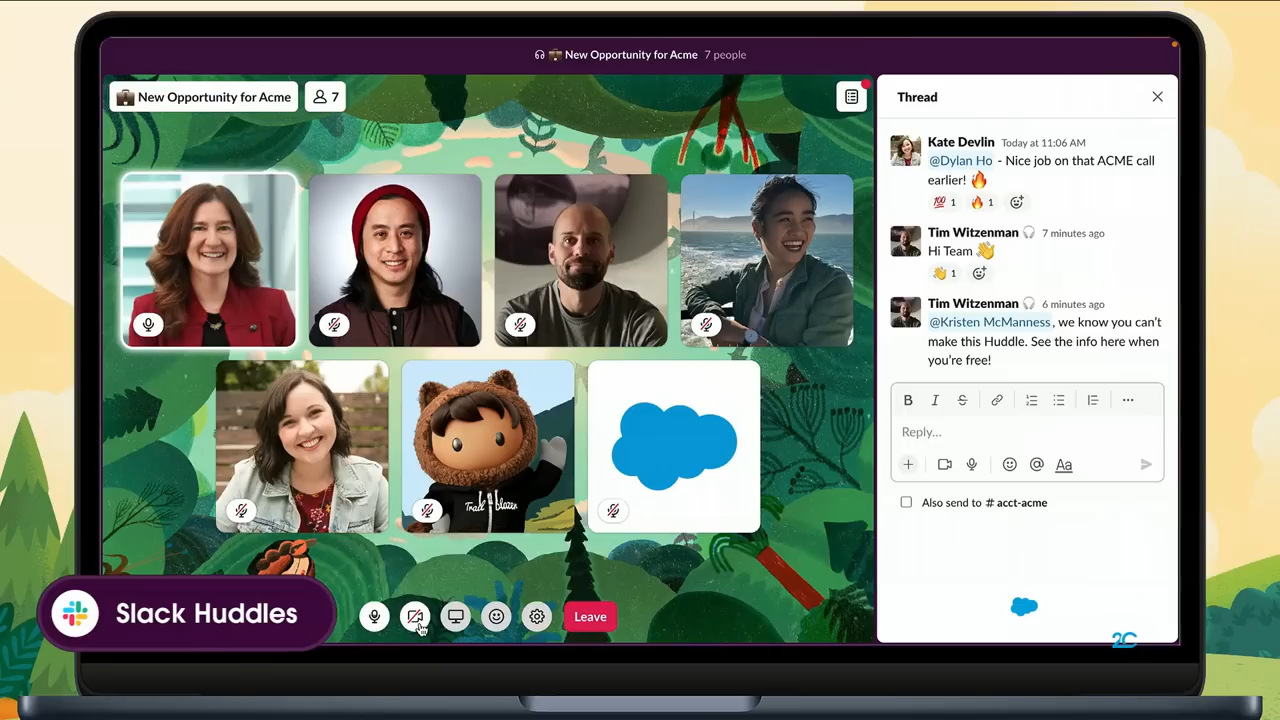 New Opportunity for Acme 7 people
New Opportunity for Acme
7
Thread
Kate Devlin Today at 11:06 AM
@Dylan Ho - Nice job on that ACME call
earlier! 🔥
💯 1 🔥 1
Tim Witzenman 7 minutes ago
Hi Team 👋
👋 1
Tim Witzenman 6 minutes ago
@Kristen McManness, we know you can't
make this Huddle. See the info here when
you're free!
B I S
Reply...
+ @ Aa
Also send to # acct-acme
Trailblazer
Slack Huddles
Leave
2C